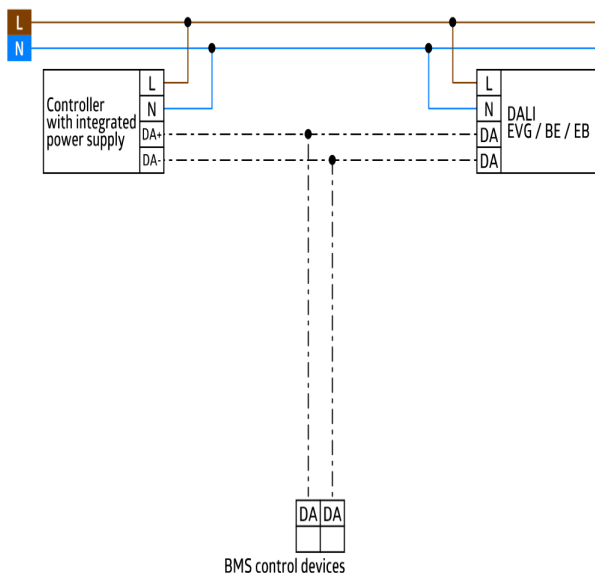 L
N
Controller
with integrated
power supply
L
N
DA+
DA-
L
N
DA
DA
DALI
EVG / BE / EB
DA DA
BMS control devices